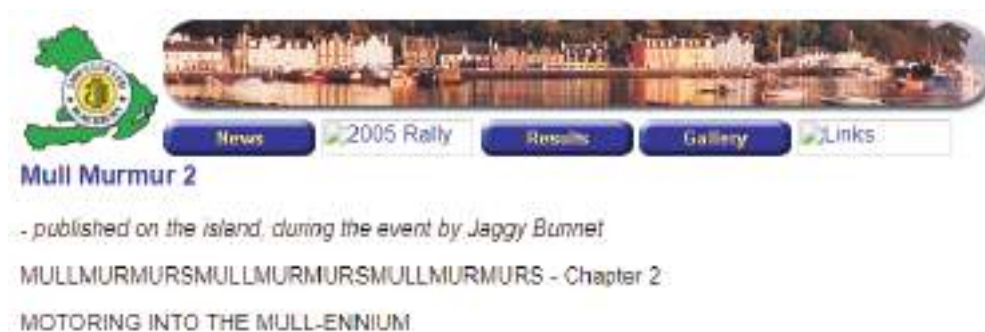 News 2005 Rally Results Gallery Links
Mull Murmur 2
- published on the island, during the event by Jaggy Bunnet
MULLMURMURSMULLMURMURSMULLMURMURS - Chapter 2
MOTORING INTO THE MULL-ENNIUM